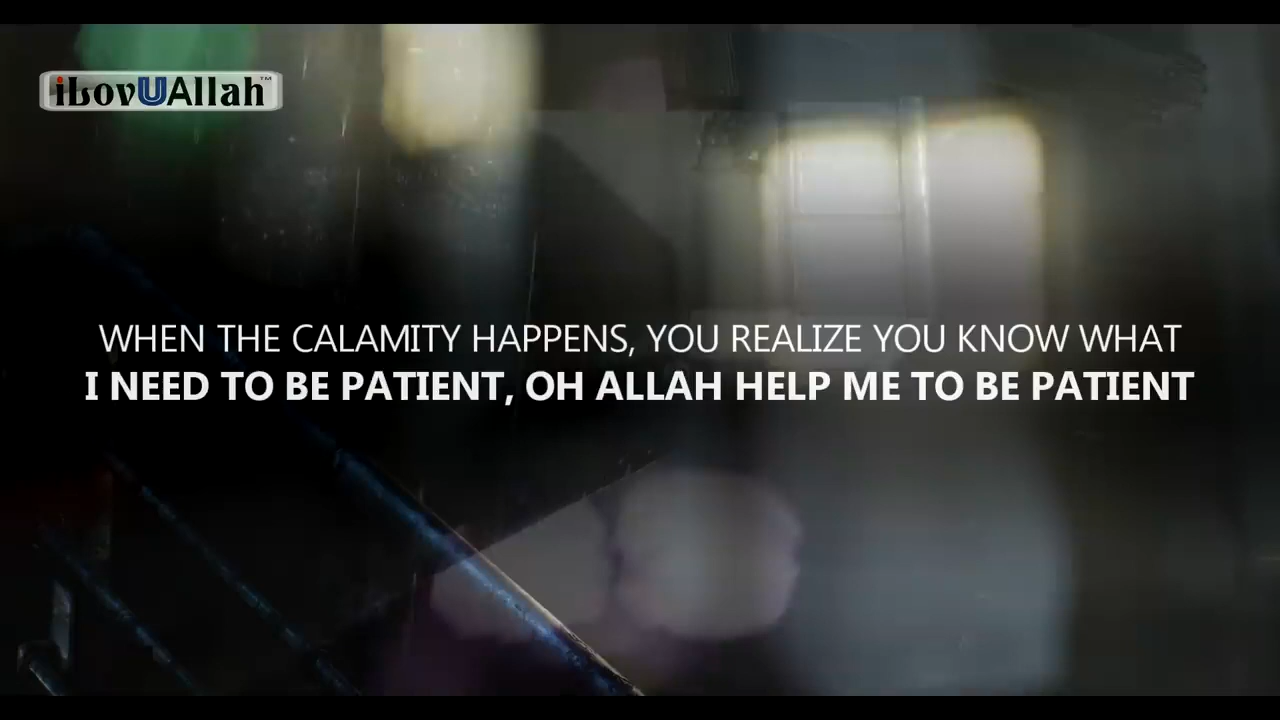 iLovUAllah™
WHEN THE CALAMITY HAPPENS, YOU REALIZE YOU KNOW WHAT
I NEED TO BE PATIENT, OH ALLAH HELP ME TO BE PATIENT